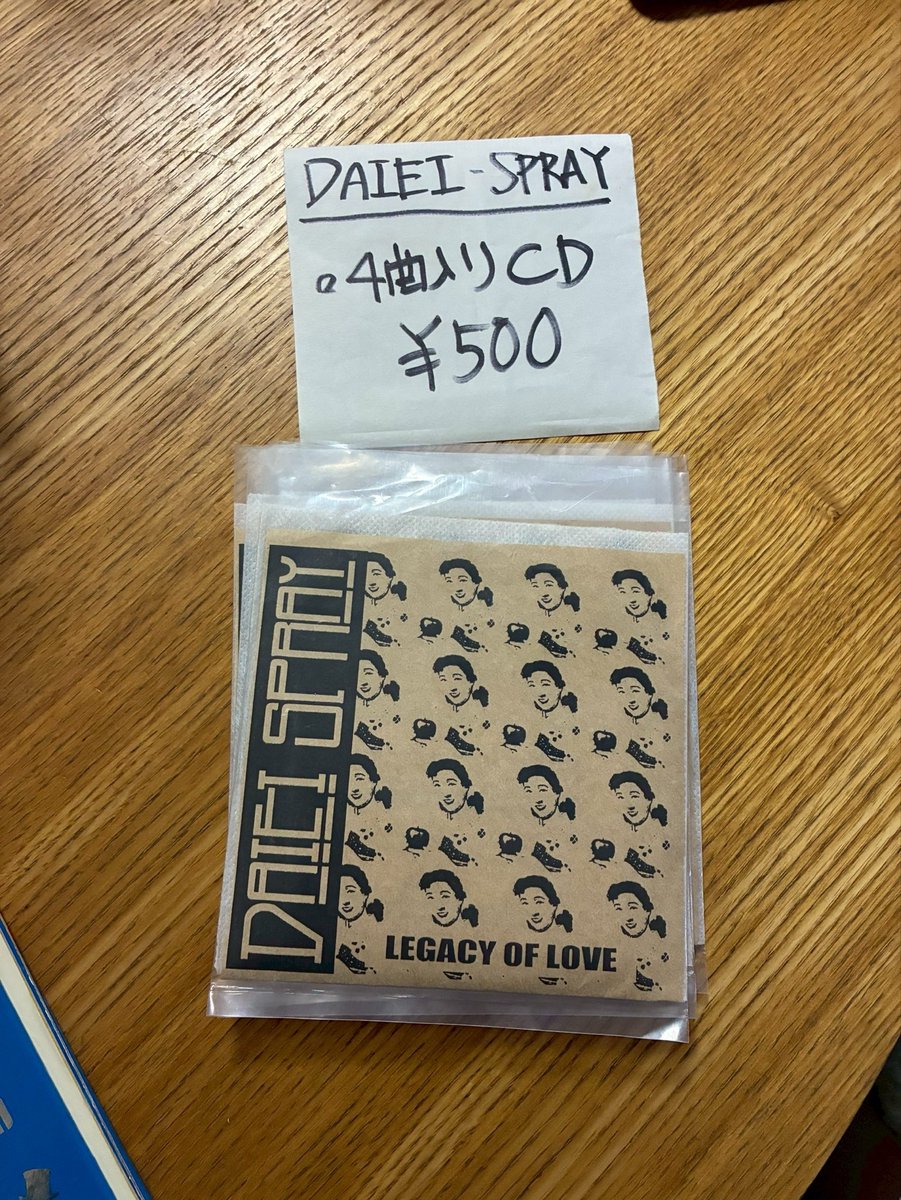 DAIEI-SPRAY
。4曲入りCD
¥500
DAIEI SPRAY
LEGACY OF LOVE